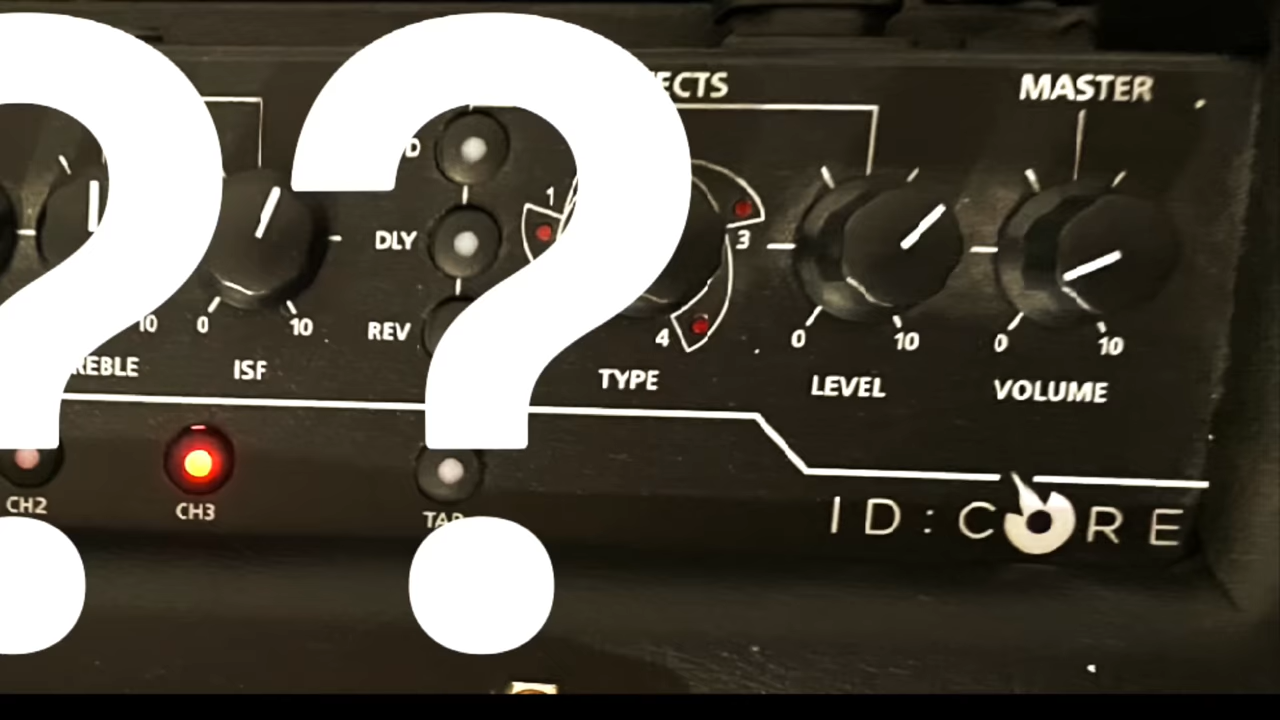 ??
ECTS MASTER
D
1
DLY
3
10 0 10 REV 4 0 10 0 10
REBLE ISF TYPE LEVEL VOLUME
CH2 CH3 TAP
ID:CORE